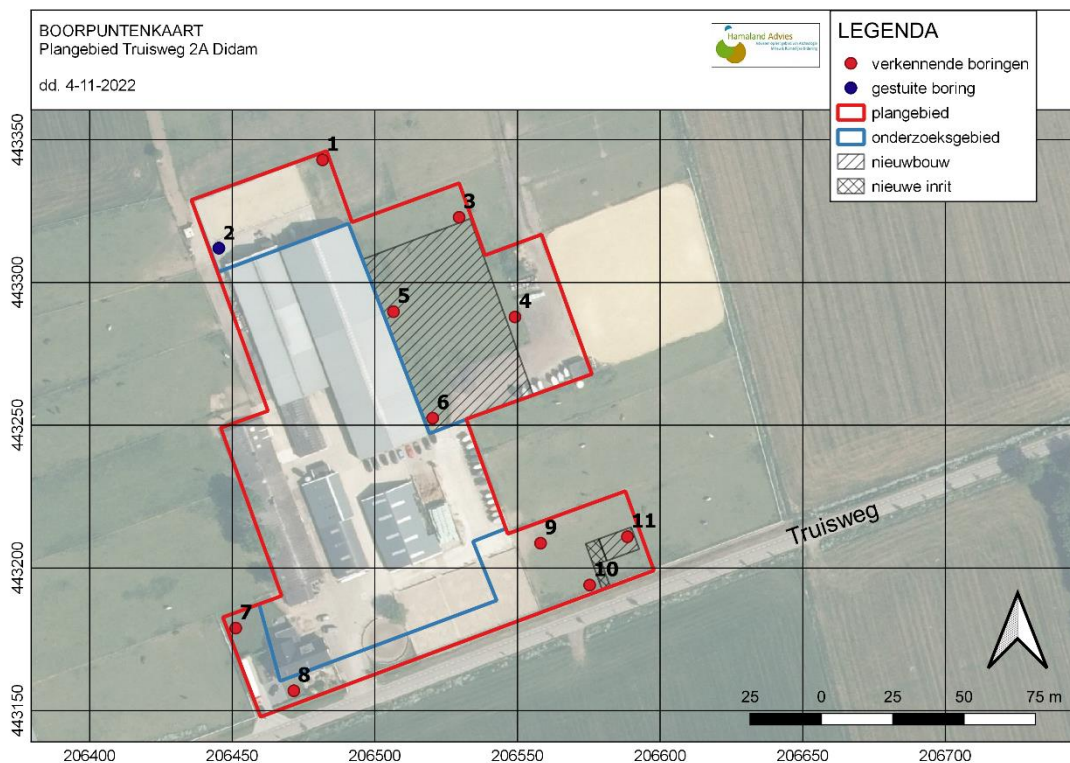 BOORPUNTENKAART
Plangebied Truisweg 2A Didam
dd. 4-11-2022
Hamaland Advies
LEGENDA
verkennende boringen
gestuite boring
plangebied
onderzoeksgebied
nieuwbouw
nieuwe inrit
443350
443300
443250
443200
443150
1
2
3
4
5
6
7
8
9
10
11
Truisweg
25 0 25 50 75 m
206400 206450 206500 206550 206600 206650 206700